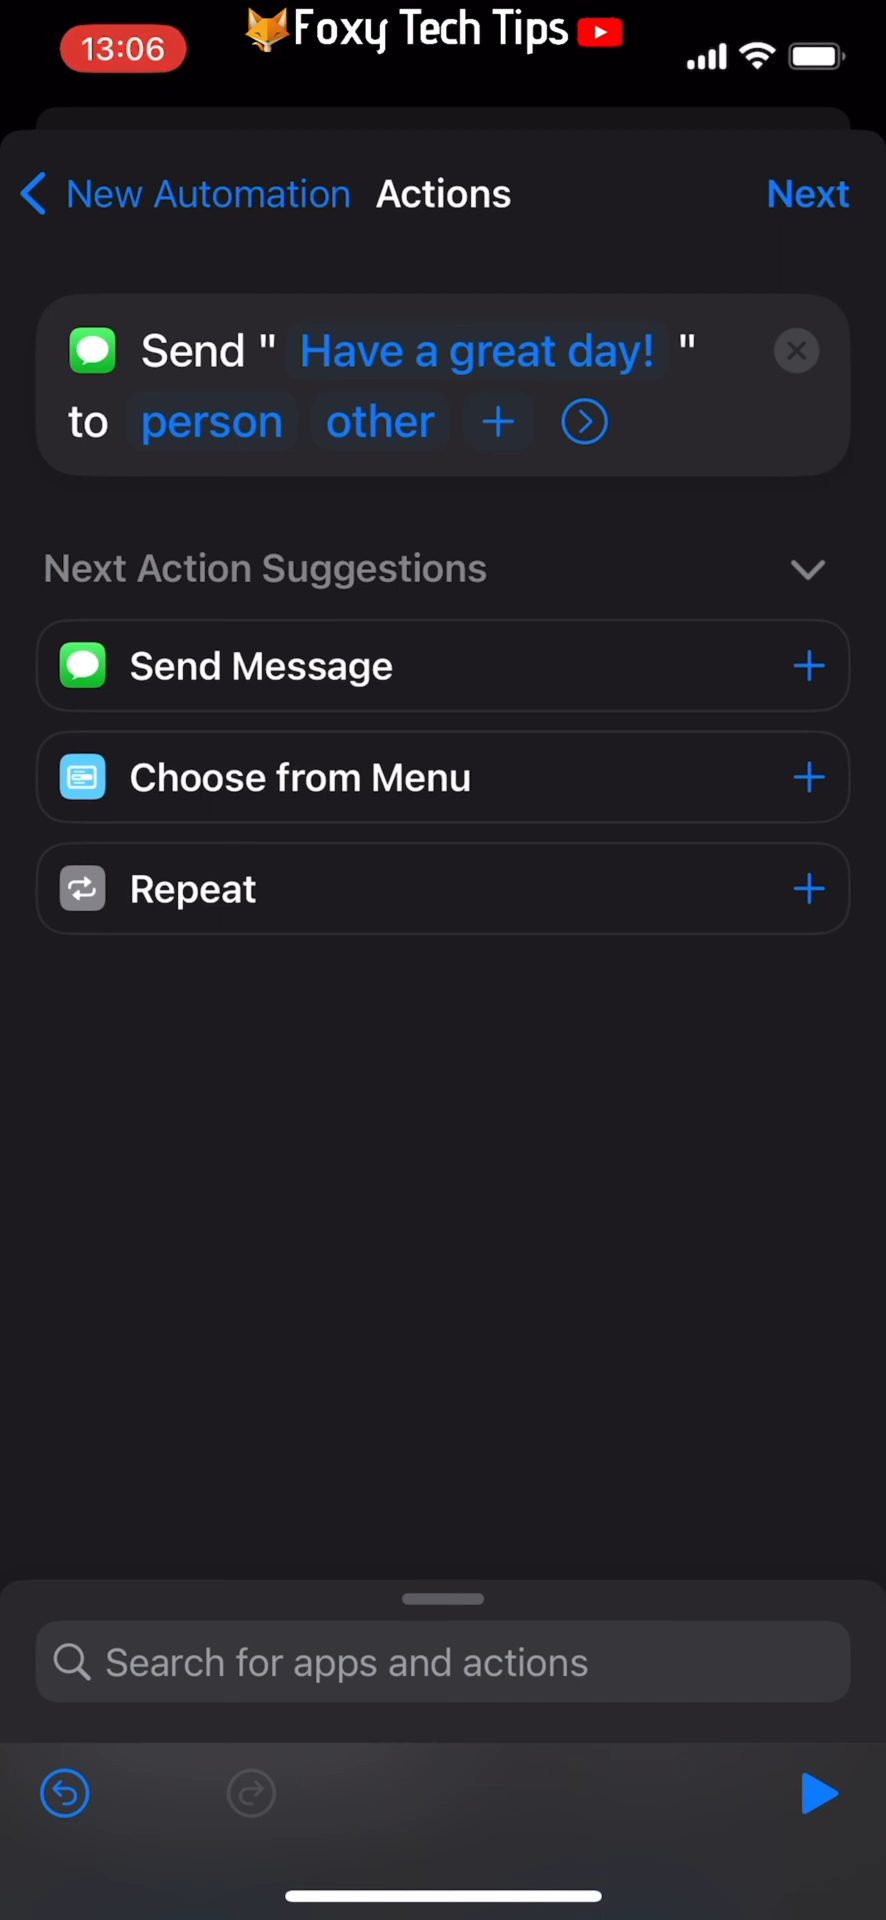 13:06
Foxy Tech Tips
New Automation Actions Next
Send " Have a great day! "
to person other +
Next Action Suggestions
Send Message +
Choose from Menu +
Repeat +
Search for apps and actions